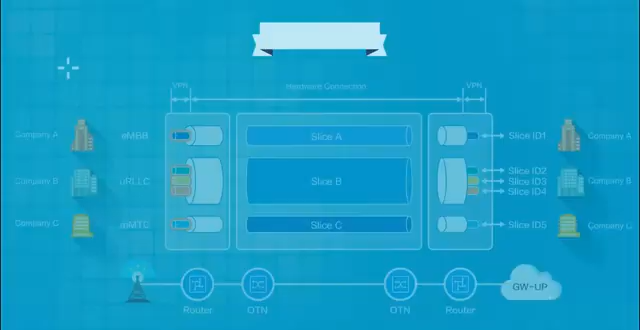 VPN Hardware Connection VPN
Company A eMBB Slice A Slice ID1 Company A
Slice ID2
Company B uRLLC Slice B Slice ID3 Company B
Slice ID4
Company C mMTC Slice C Slice ID5 Company C
GW-UP
Router OTN OTN Router